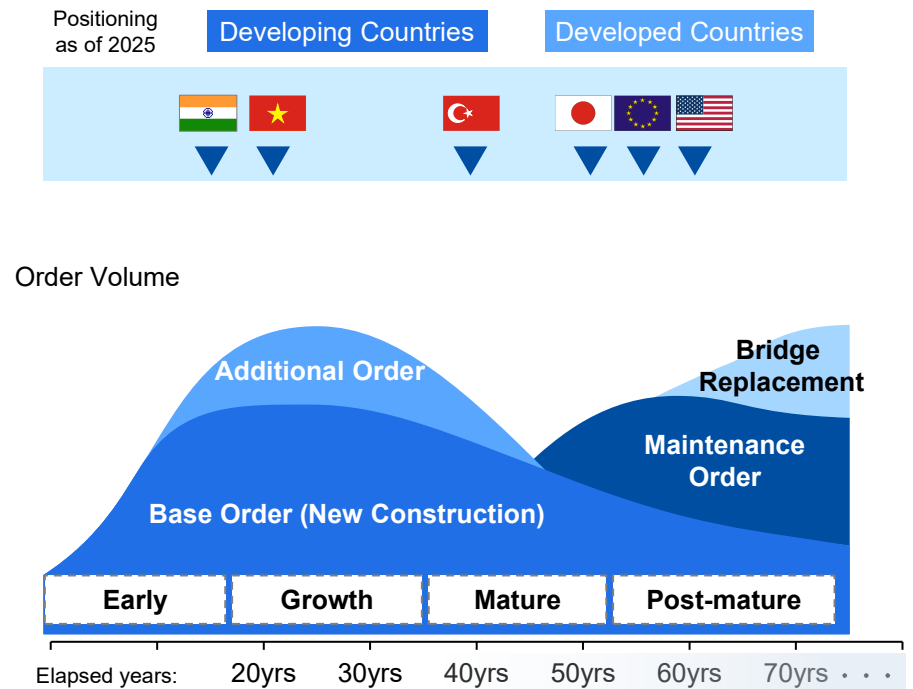 Positioning
as of 2025
Developing Countries
Developed Countries
Order Volume
Additional Order
Bridge
Replacement
Maintenance
Order
Base Order (New Construction)
Early
Growth
Mature
Post-mature
Elapsed years:
20yrs
30yrs
40yrs
50yrs
60yrs
70yrs ・・・